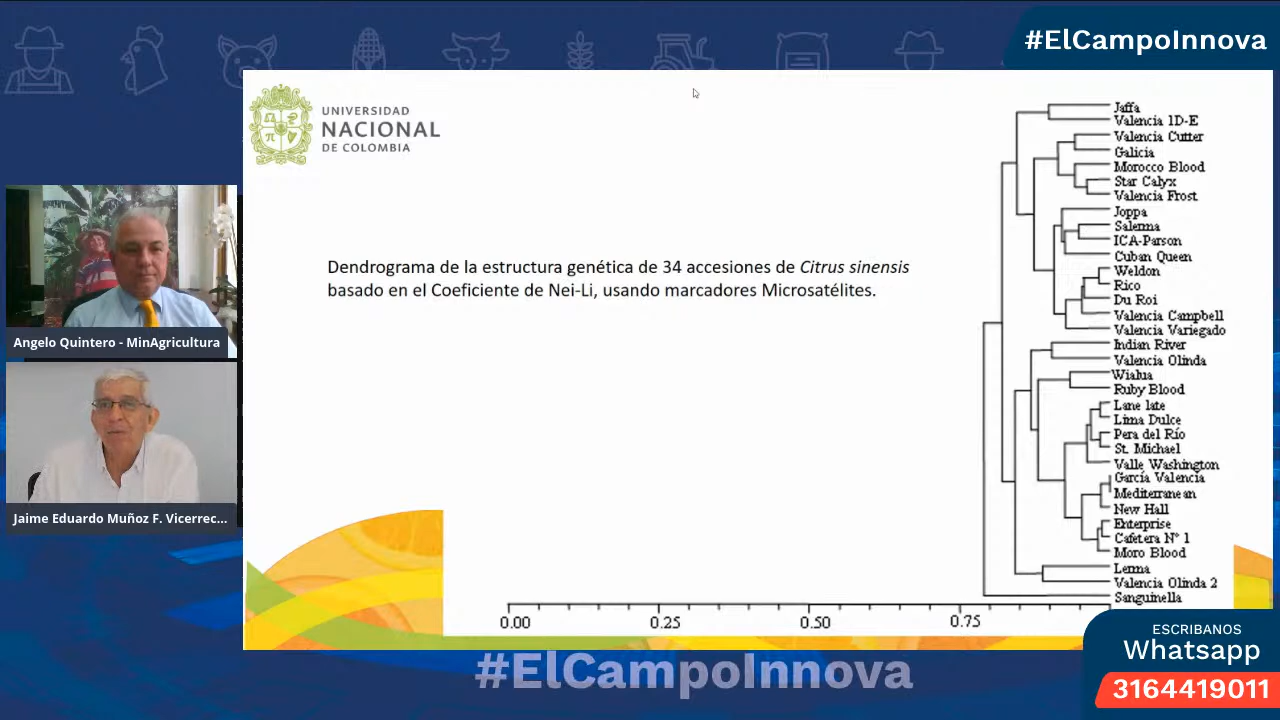 #ElCampoInnova
UNIVERSIDAD
NACIONAL
DE COLOMBIA
Dendrograma de la estructura genética de 34 accesiones de Citrus sinensis
basado en el Coeficiente de Nei-Li, usando marcadores Microsatélites.
Jaffa
Valencia 1D-E
Valencia Cutter
Galicia
Morocco Blood
Star Calyx
Valencia Frost
Joppa
Salerma
ICA-Parson
Cuban Queen
Weldon
Rico
Du Roi
Valencia Campbell
Valencia Variegado
Indian River
Valencia Olinda
Wialua
Ruby Blood
Lane late
Lima Dulce
Pera del Río
St. Michael
Valle Washington
García Valencia
Mediterranean
New Hall
Enterprise
Cafetera N° 1
Moro Blood
Lerma
Valencia Olinda 2
Sanguinella
0.00 0.25 0.50 0.75
Angelo Quintero - MinAgricultura
Jaime Eduardo Muñoz F. Vicerrec...
#ElCampoInnova
ESCRIBANOS
Whatsapp
3164419011